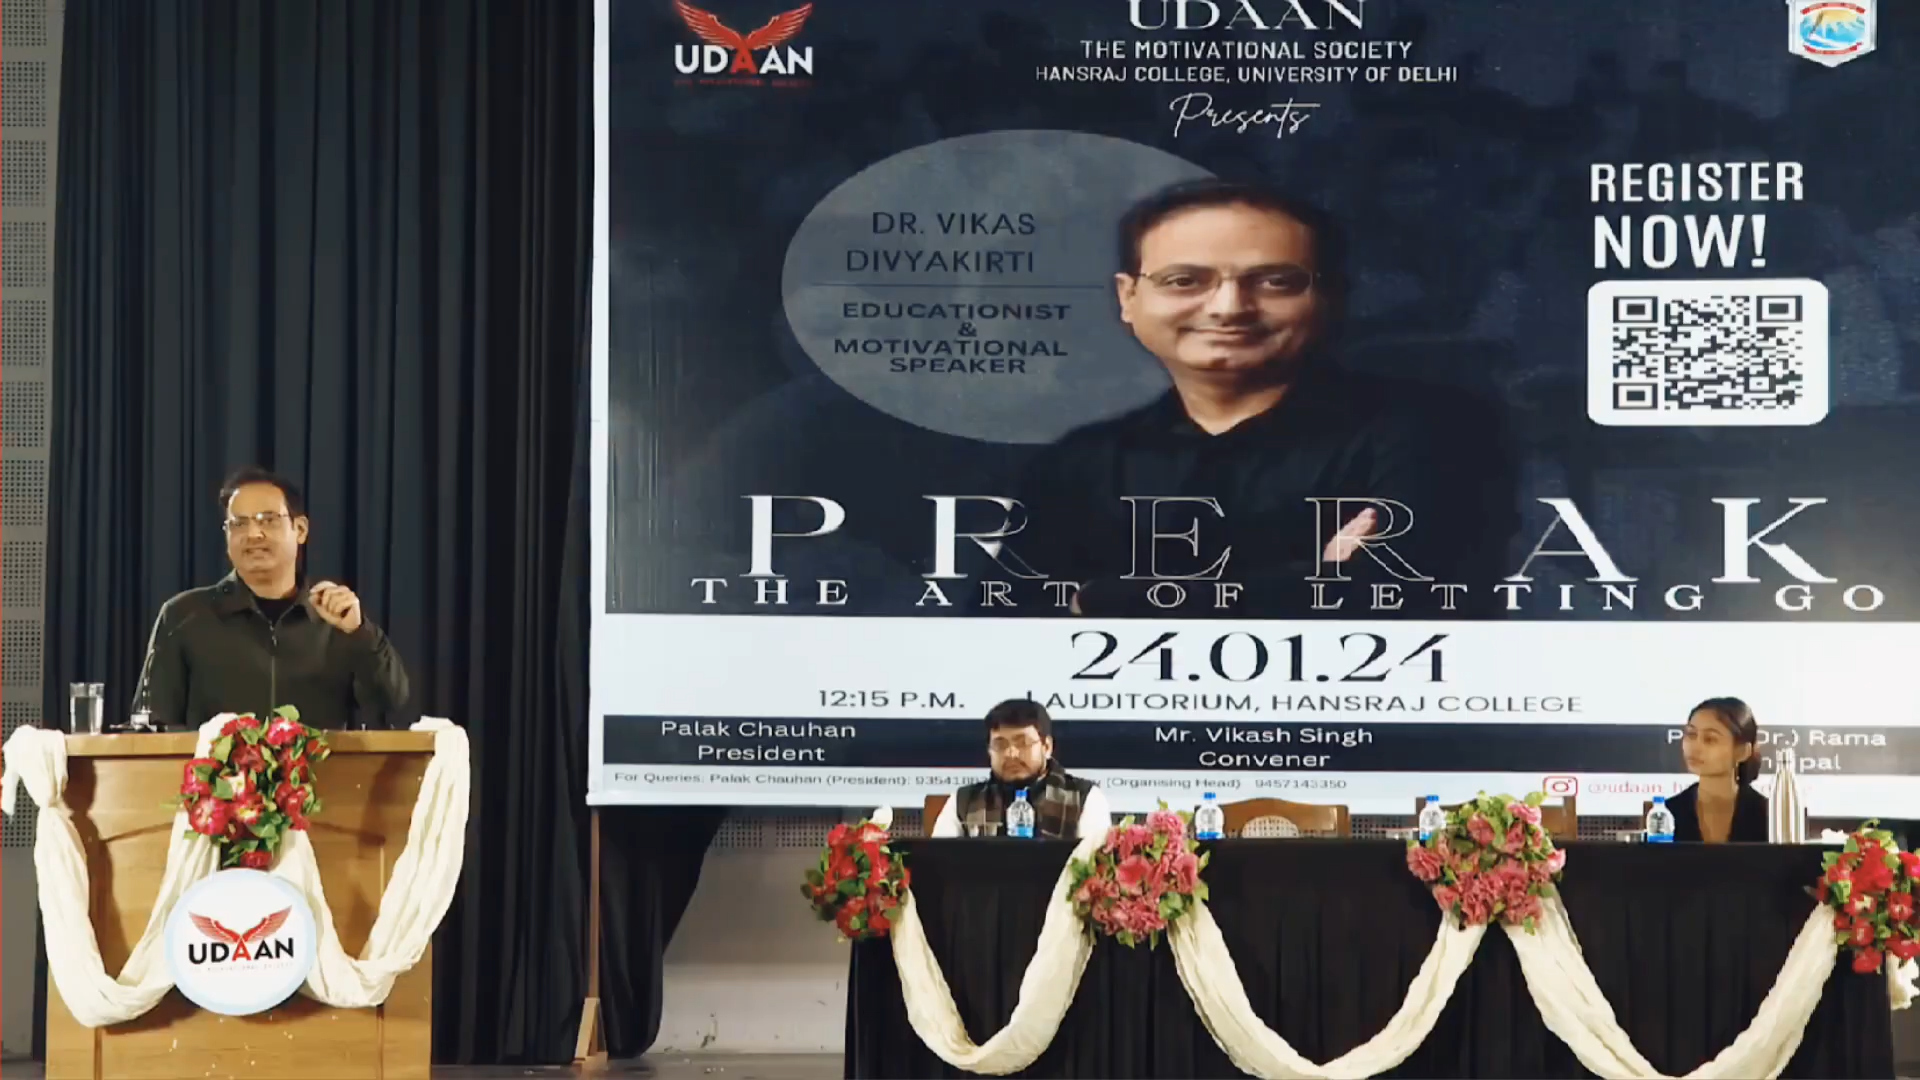 UDAAN
UDAAN
THE MOTIVATIONAL SOCIETY
HANSRAJ COLLEGE, UNIVERSITY OF DELHI
Presents
DR. VIKAS
DIVYAKIRTI
EDUCATIONIST
&
MOTIVATIONAL
SPEAKER
REGISTER
NOW!
PRERAK
THE ART OF LETTING GO
24.01.24
12:15 P.M.
AUDITORIUM, HANSRAJ COLLEGE
Palak Chauhan
President
Mr. Vikash Singh
Convener
Rama
For Queries: Palak Chauhan (President):
(Organising Head) 9457143350
UDAAN